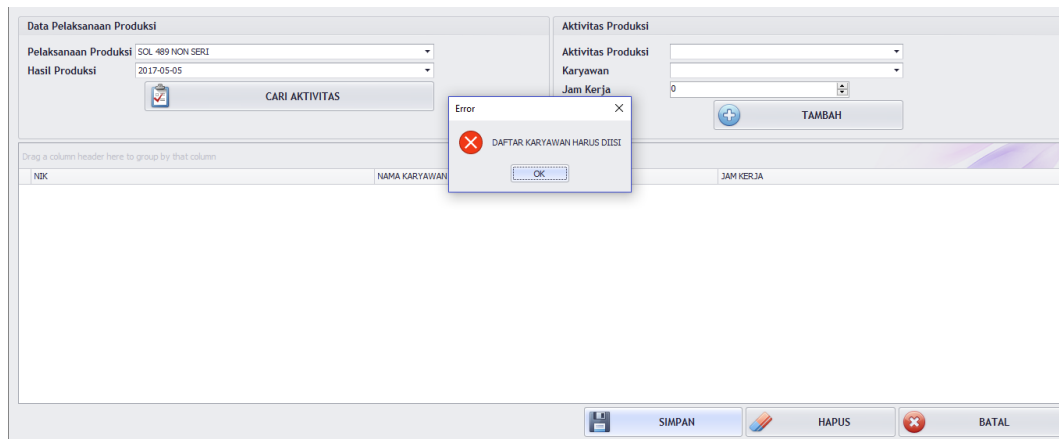 Data Pelaksanaan Produksi
Pelaksanaan Produksi SOL 489 NON SERI
Hasil Produksi 2017-05-05
CARI AKTIVITAS
Aktivitas Produksi
Aktivitas Produksi
Karyawan
Jam Kerja 0
TAMBAH
Error
DAFTAR KARYAWAN HARUS DIISI
OK
Drag a column header here to group by that column
NIK NAMA KARYAWAN JAM KERJA
SIMPAN HAPUS BATAL